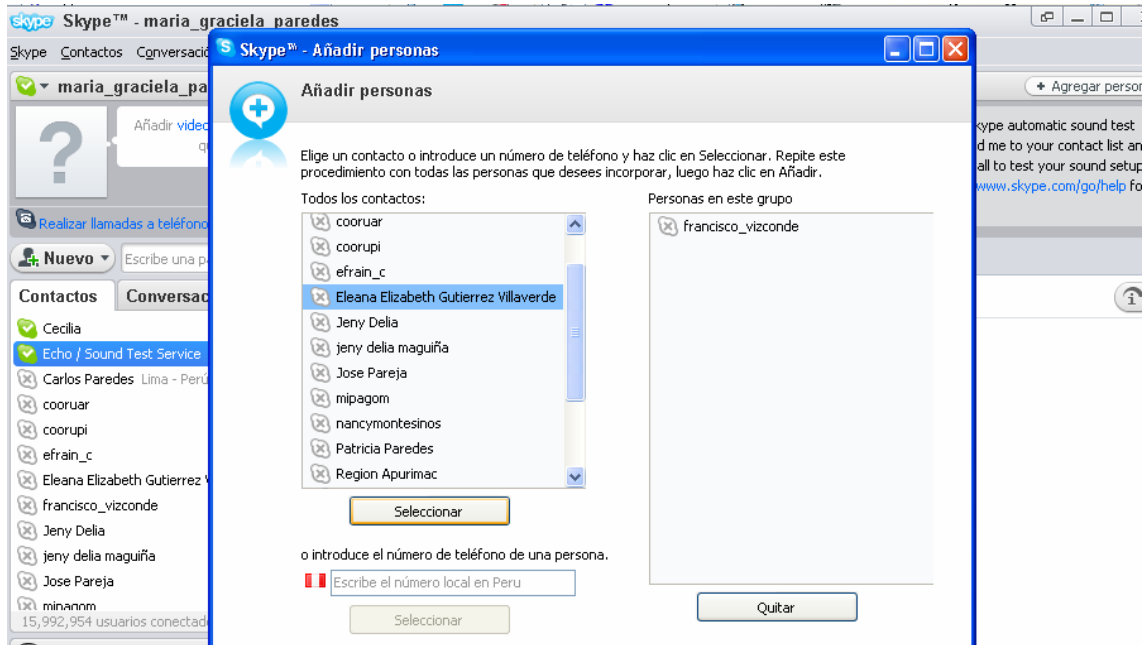 Skype™ - maria_graciela_paredes
Skype Contactos Conversació
maria_graciela_pa
Añadir video
Realizar llamadas a teléfono
Nuevo
Escribe una
Contactos
Conversac
Cecilia
Echo / Sound Test Service
Carlos Paredes Lima - Perú
cooruar
coorupi
efrain_c
Eleana Elizabeth Gutierrez
francisco_vizconde
Jeny Delia
jeny delia maguiña
Jose Pareja
mipagom
15,992,954 usuarios conectad
Skype™ - Añadir personas
Añadir personas
Elige un contacto o introduce un número de teléfono y haz clic en Seleccionar. Repite este
procedimiento con todas las personas que desees incorporar, luego haz clic en Añadir.
Todos los contactos:
cooruar
coorupi
efrain_c
Eleana Elizabeth Gutierrez Villaverde
Jeny Delia
jeny delia maguiña
Jose Pareja
mipagom
nancymontesinos
Patricia Paredes
Region Apurimac
Seleccionar
o introduce el número de teléfono de una persona.
Escribe el número local en Peru
Seleccionar
Personas en este grupo
francisco_vizconde
Quitar
+ Agregar person
kype automatic sound test
d me to your contact list an
all to test your sound setup
www.skype.com/go/help fo